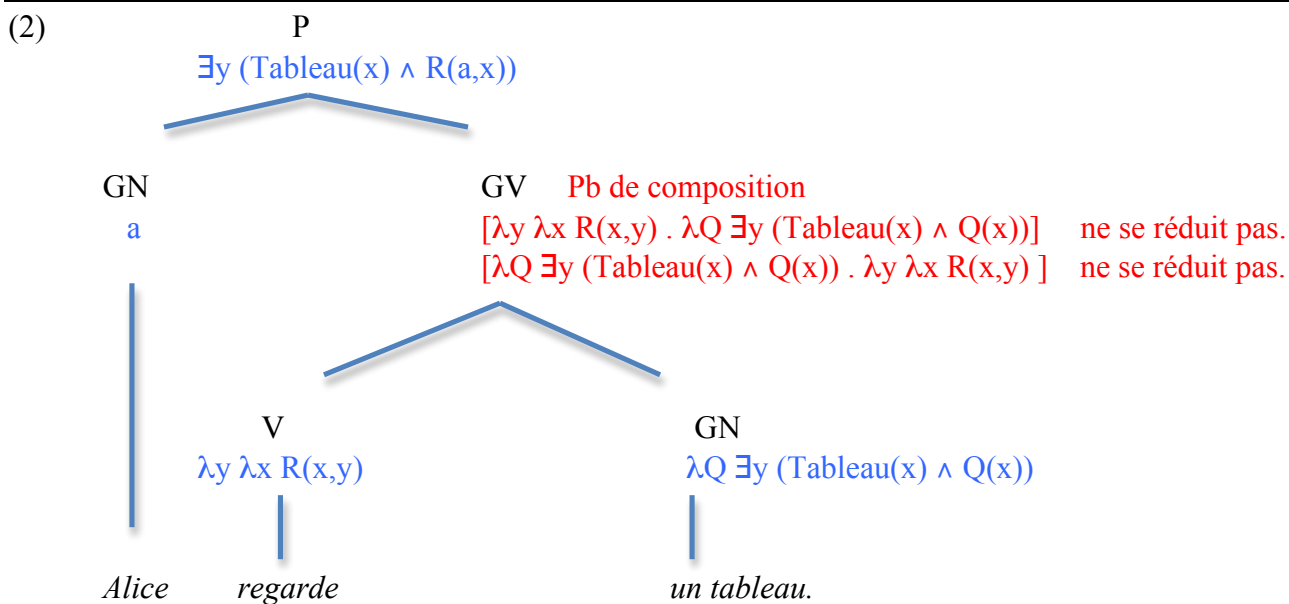 (2) P
∃y (Tableau(x) ∧ R(a,x))
GN GV Pb de composition
a [λy λx R(x,y) . λQ ∃y (Tableau(x) ∧ Q(x))] ne se réduit pas.
[λQ ∃y (Tableau(x) ∧ Q(x)) . λy λx R(x,y) ] ne se réduit pas.
V GN
λy λx R(x,y) λQ ∃y (Tableau(x) ∧ Q(x))
Alice regarde un tableau.